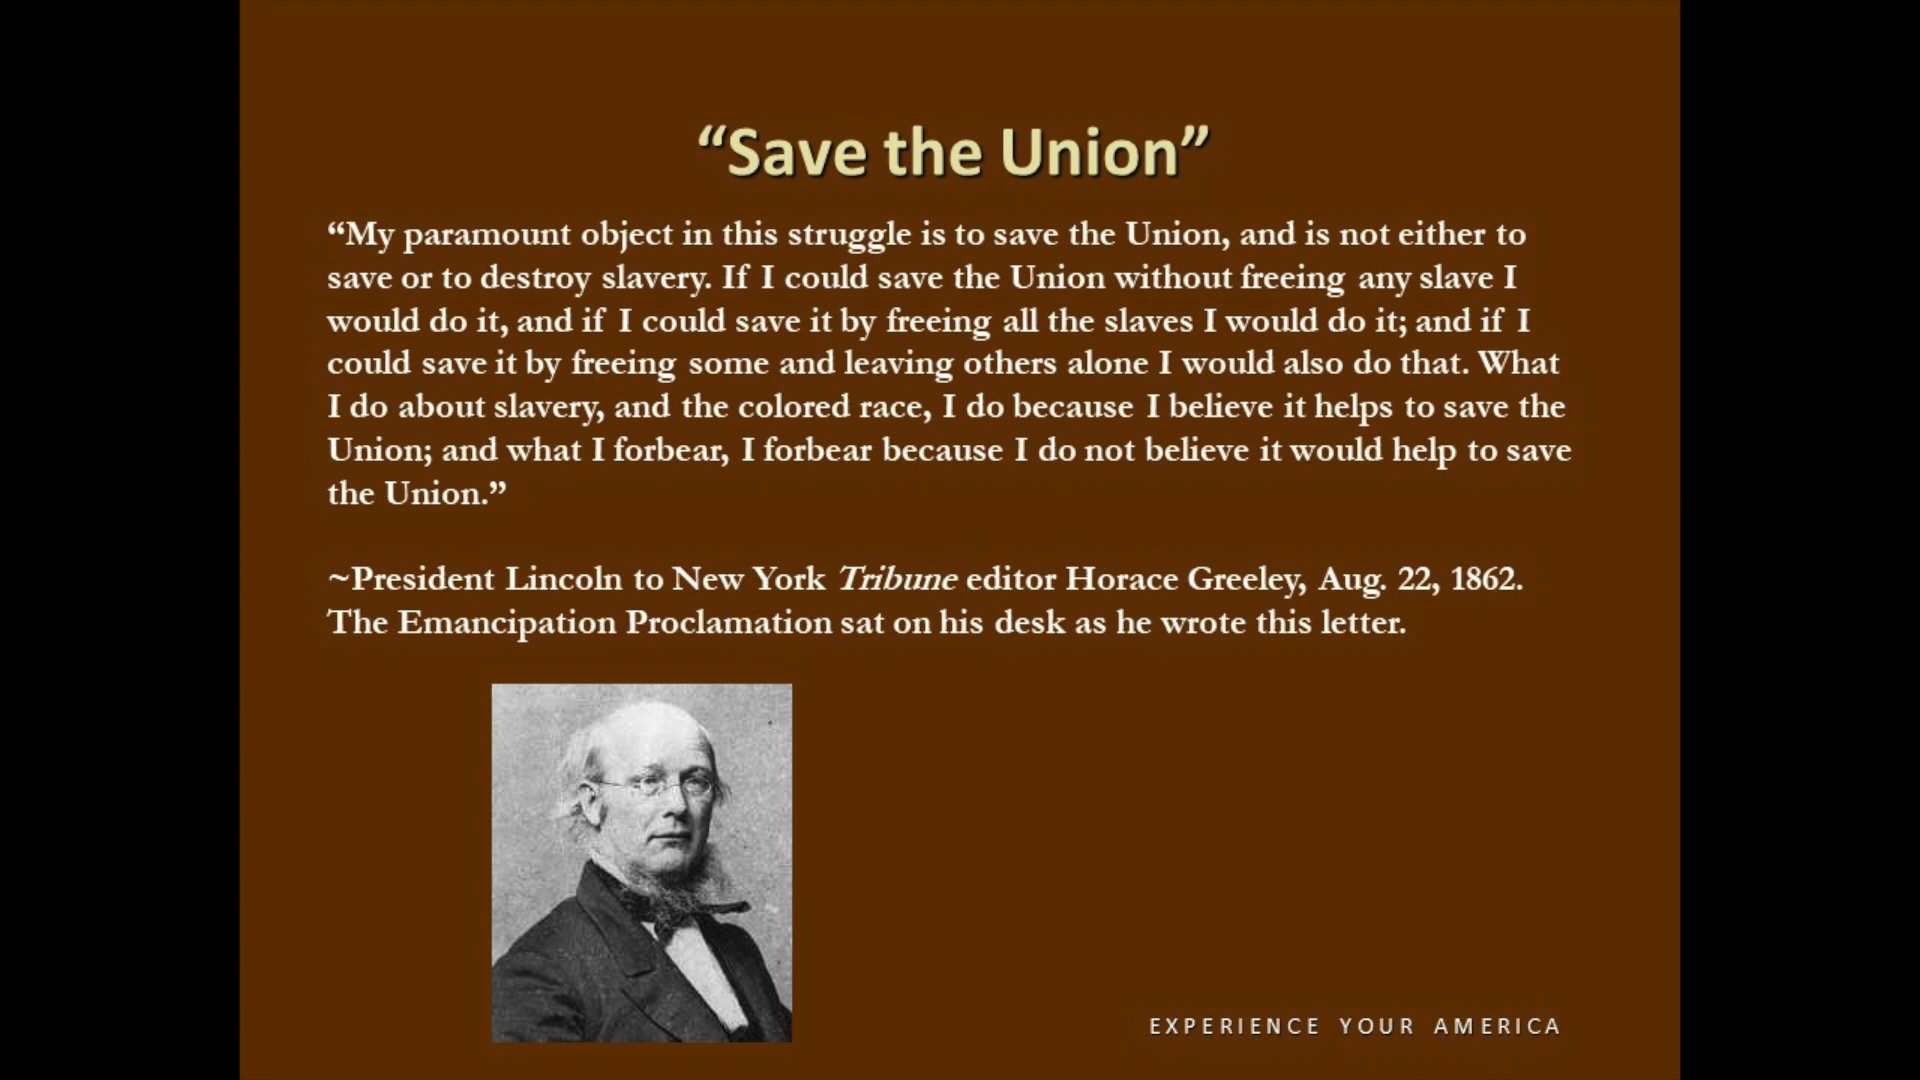 “Save the Union”
“My paramount object in this struggle is to save the Union, and is not either to
save or to destroy slavery. If I could save the Union without freeing any slave I
would do it, and if I could save it by freeing all the slaves I would do it; and if I
could save it by freeing some and leaving others alone I would also do that. What
I do about slavery, and the colored race, I do because I believe it helps to save the
Union; and what I forbear, I forbear because I do not believe it would help to save
the Union.”
~President Lincoln to New York Tribune editor Horace Greeley, Aug. 22, 1862.
The Emancipation Proclamation sat on his desk as he wrote this letter.
EXPERIENCE YOUR AMERICA